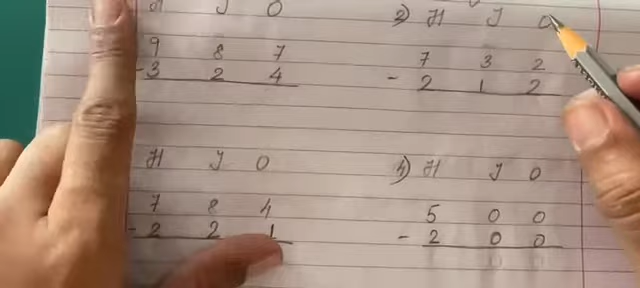 H T O
9 8 7
- 3 2 4
2) H T O
7 3 2
- 2 1 2
H T O
7 8 4
- 2 2 1
4) H T O
5 0 0
- 2 0 0